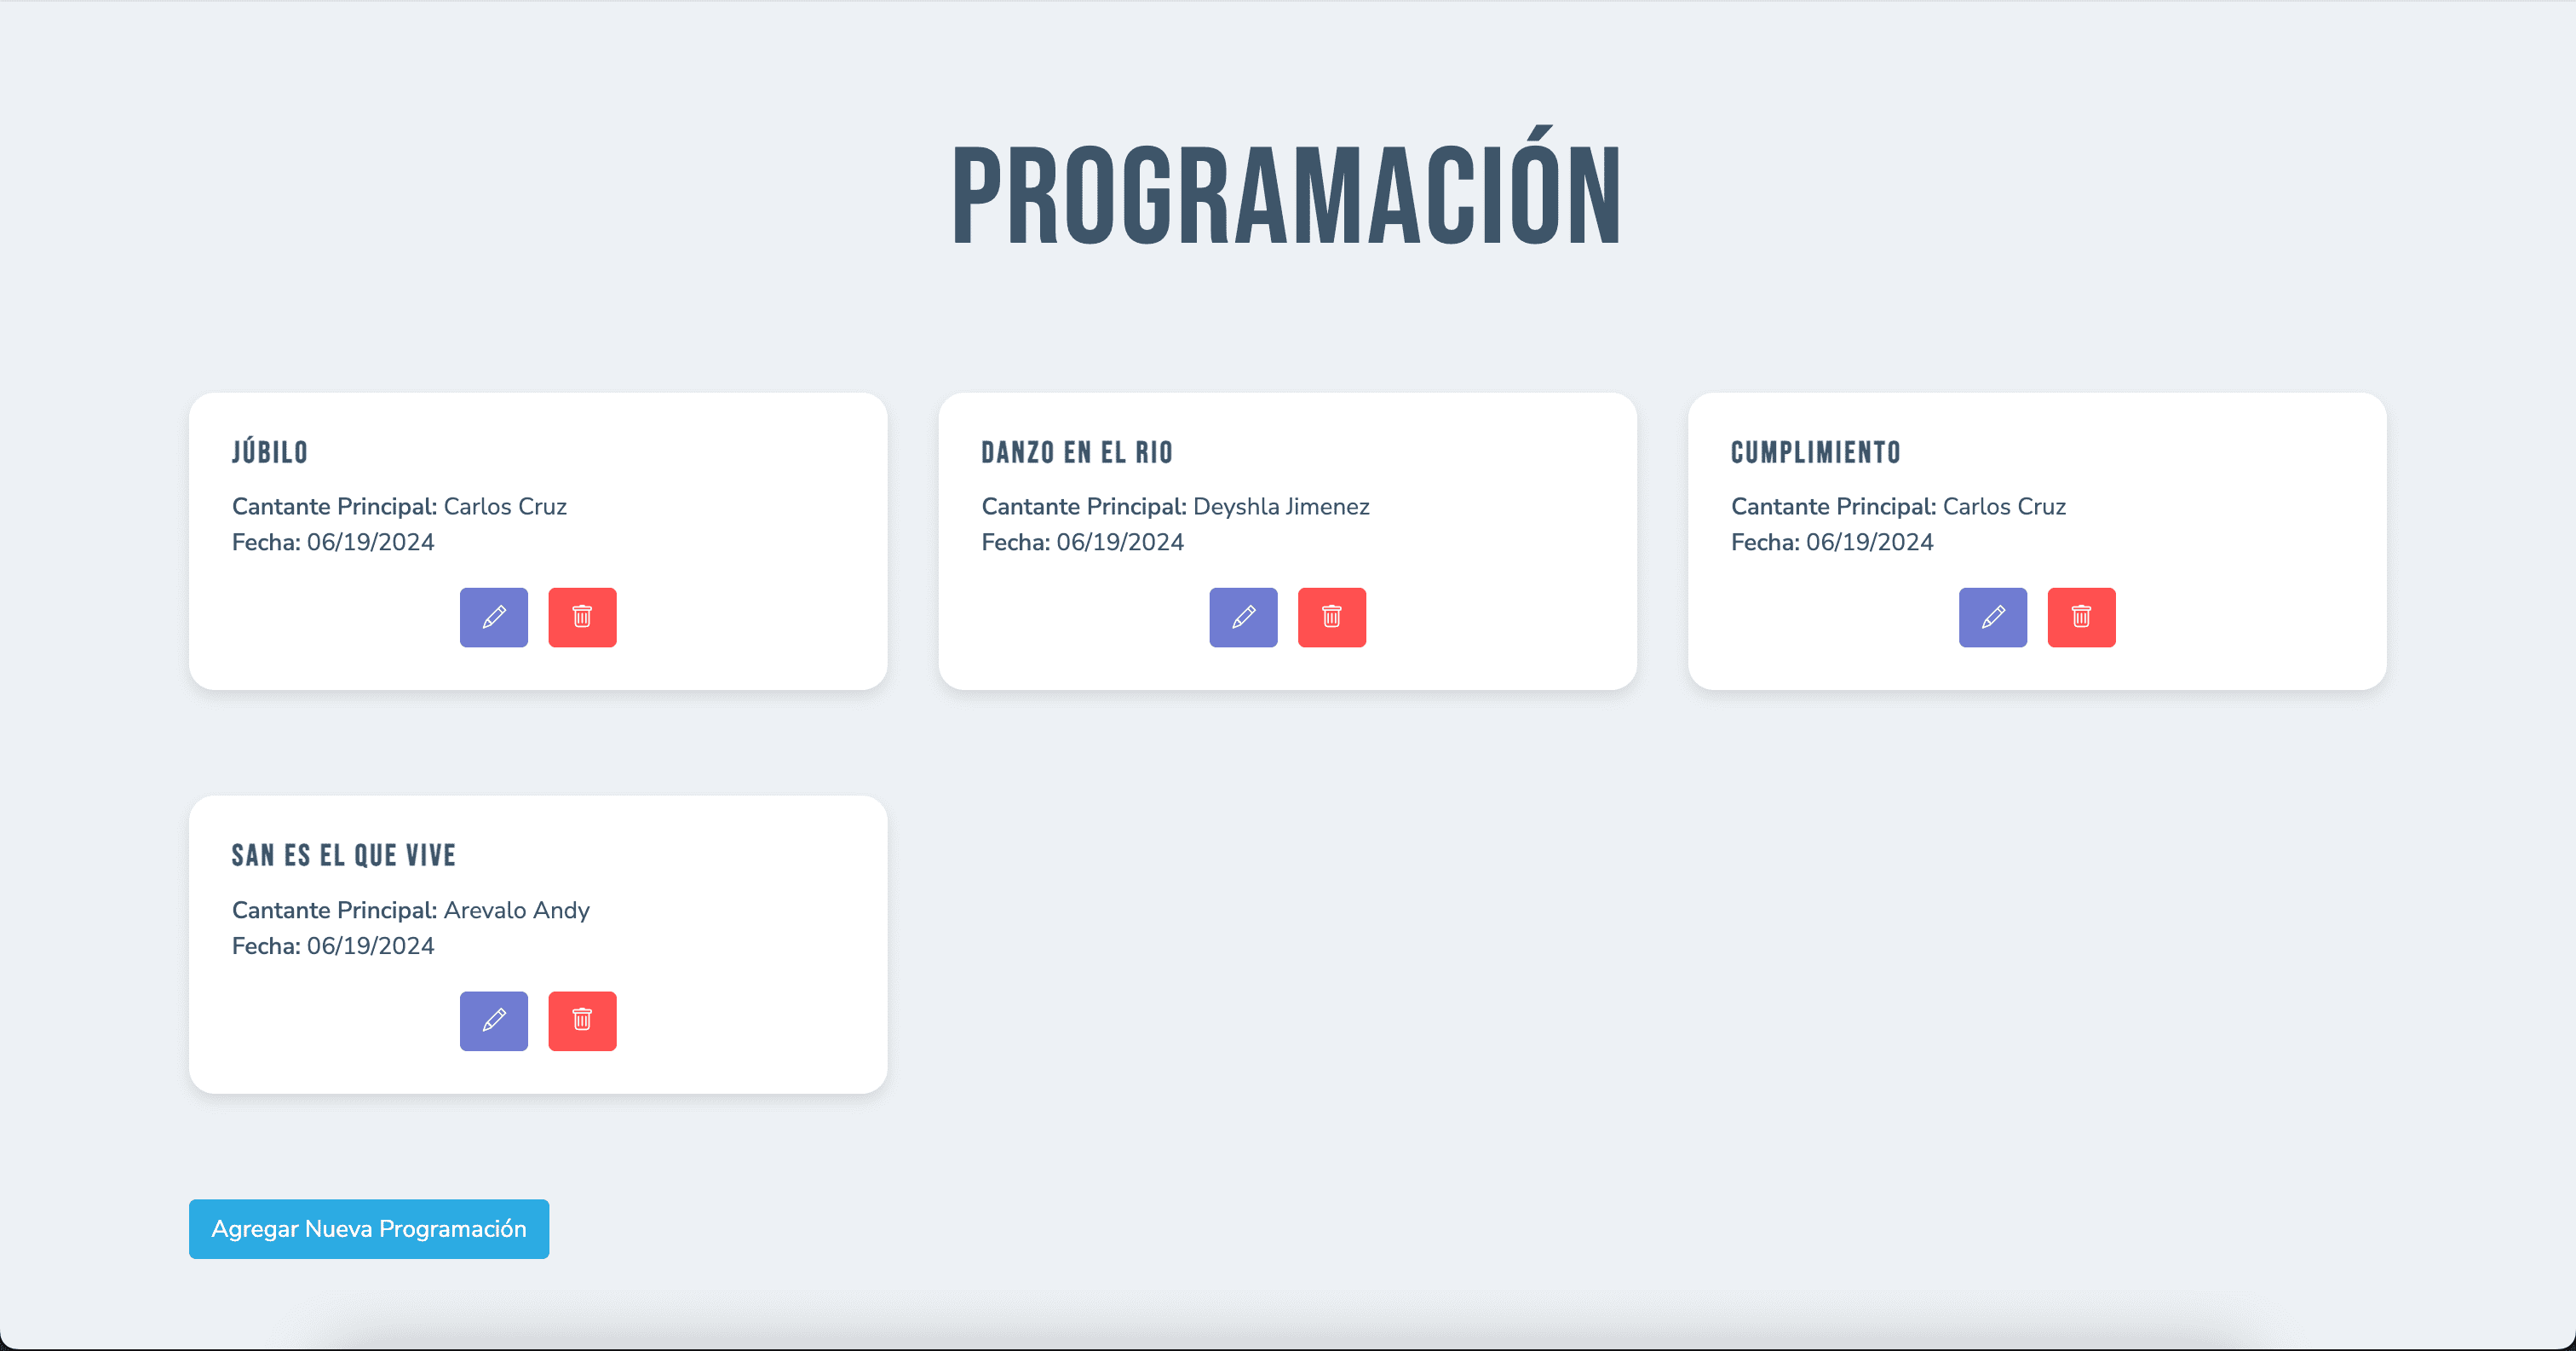 PROGRAMACIÓN
JÚBILO
Cantante Principal: Carlos Cruz
Fecha: 06/19/2024
DANZO EN EL RIO
Cantante Principal: Deyshla Jimenez
Fecha: 06/19/2024
CUMPLIMIENTO
Cantante Principal: Carlos Cruz
Fecha: 06/19/2024
SAN ES EL QUE VIVE
Cantante Principal: Arevalo Andy
Fecha: 06/19/2024
Agregar Nueva Programación